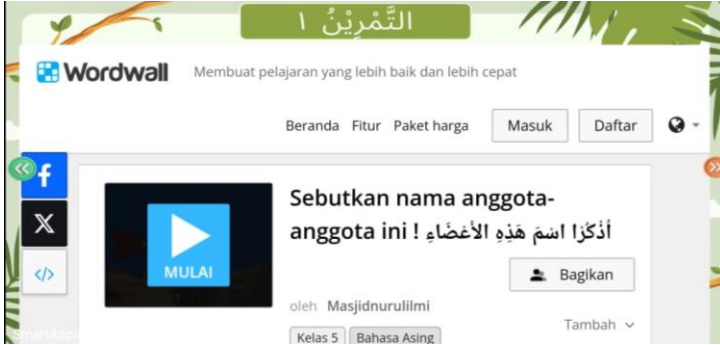 التَّمْرِيْنُ ١
Wordwall
Membuat pelajaran yang lebih baik dan lebih cepat
Beranda Fitur Paket harga Masuk Daftar
Sebutkan nama anggota-
anggota ini ! أُذْكُرَا اسْمَ هَذِهِ الأَعْضَاءِ
MULAI
Bagikan
oleh Masjidnurulilmi
Tambah
Kelas 5 Bahasa Asing
SmartApps